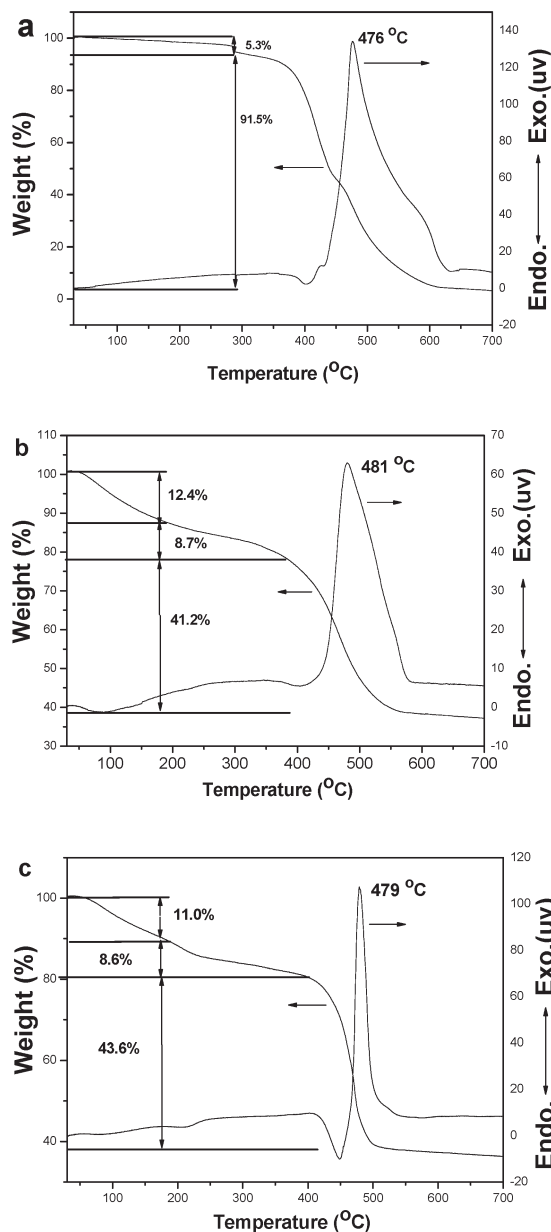 a
476 °C
5.3%
91.5%
Weight (%)
100
80
60
40
20
0
140
120
100
80
60
40
20
0
-20
Endo. Exo.(uv)
100 200 300 400 500 600 700
Temperature (°C)
b
481 °C
12.4%
8.7%
41.2%
Weight (%)
110
100
90
80
70
60
50
40
30
70
60
50
40
30
20
10
0
-10
Endo. Exo.(uv)
100 200 300 400 500 600 700
Temperature (°C)
c
479 °C
11.0%
8.6%
43.6%
Weight (%)
100
80
60
40
120
100
80
60
40
20
0
-20
Endo. Exo.(uv)
100 200 300 400 500 600 700
Temperature (°C)